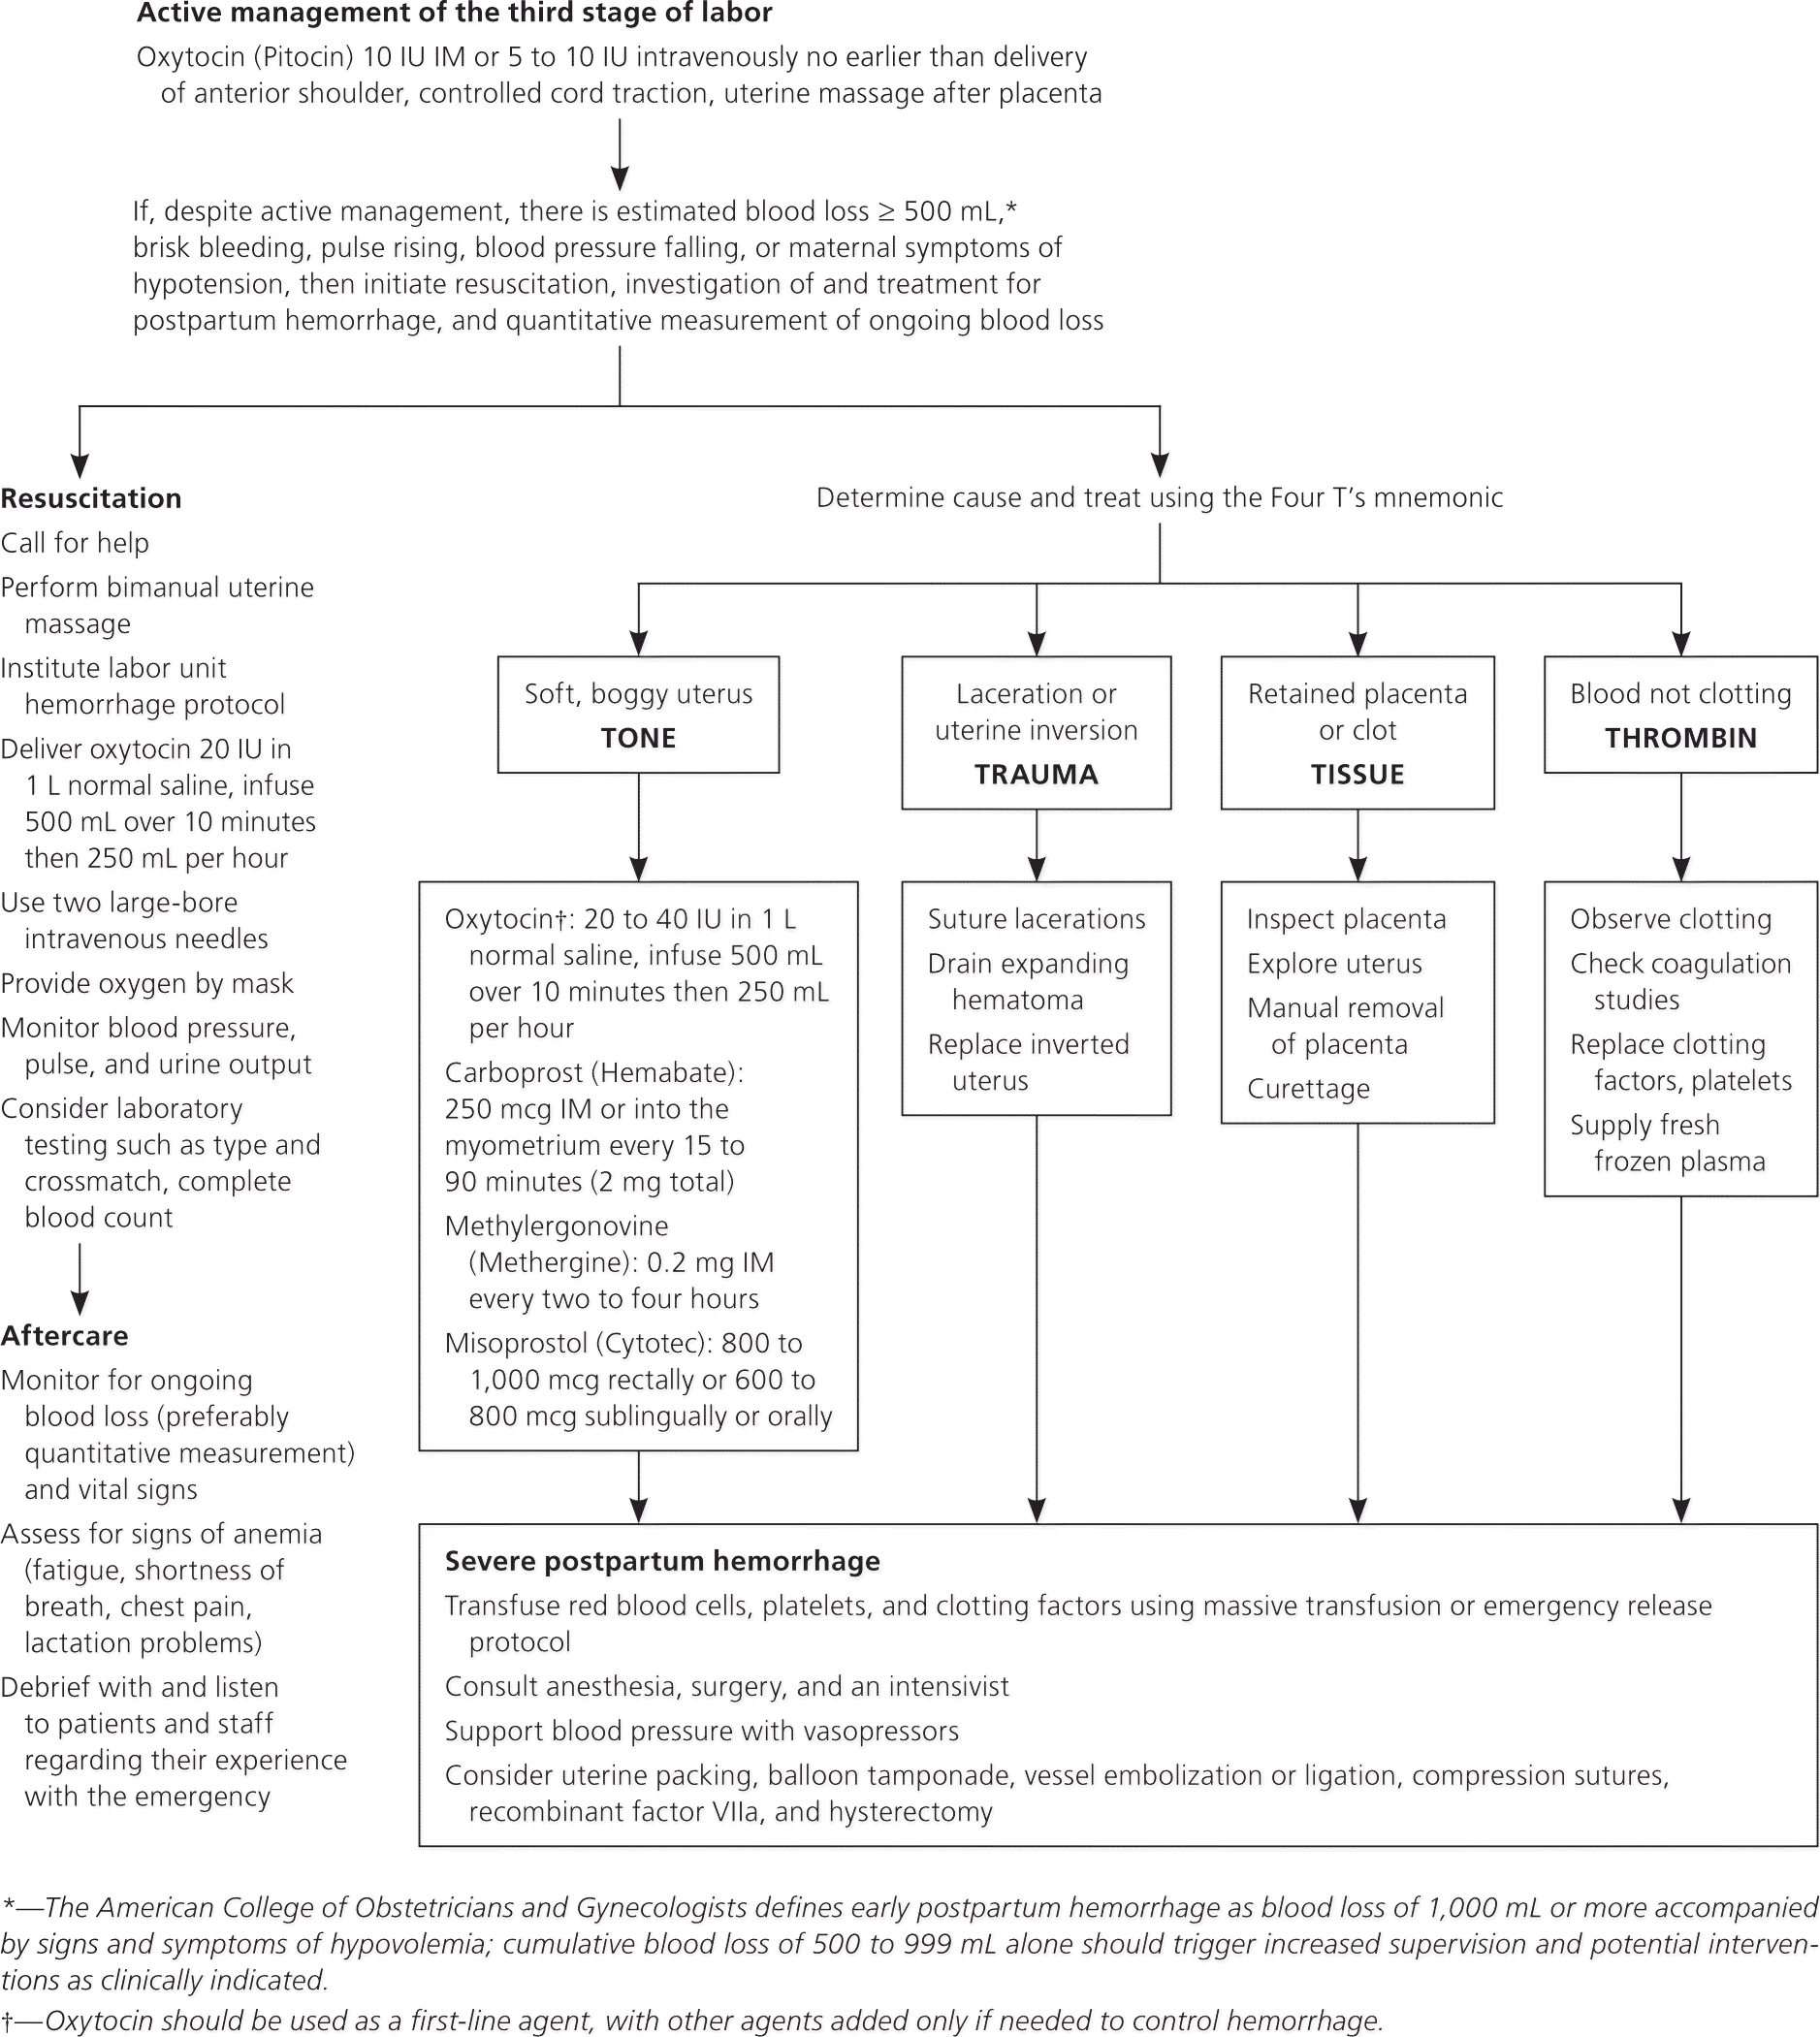 Active management of the third stage of labor
Oxytocin (Pitocin) 10 IU IM or 5 to 10 IU intravenously no earlier than delivery
of anterior shoulder, controlled cord traction, uterine massage after placenta
If, despite active management, there is estimated blood loss ≥ 500 mL,*
brisk bleeding, pulse rising, blood pressure falling, or maternal symptoms of
hypotension, then initiate resuscitation, investigation of and treatment for
postpartum hemorrhage, and quantitative measurement of ongoing blood loss
Resuscitation
Call for help
Perform bimanual uterine
massage
Institute labor unit
hemorrhage protocol
Deliver oxytocin 20 IU in
1 L normal saline, infuse
500 mL over 10 minutes
then 250 mL per hour
Use two large-bore
intravenous needles
Provide oxygen by mask
Monitor blood pressure,
pulse, and urine output
Consider laboratory
testing such as type and
crossmatch, complete
blood count
Aftercare
Monitor for ongoing
blood loss (preferably
quantitative measurement)
and vital signs
Assess for signs of anemia
(fatigue, shortness of
breath, chest pain,
lactation problems)
Debrief with and listen
to patients and staff
regarding their experience
with the emergency
Determine cause and treat using the Four T’s mnemonic
Soft, boggy uterus
TONE
Oxytocin†: 20 to 40 IU in 1 L
normal saline, infuse 500 mL
over 10 minutes then 250 mL
per hour
Carboprost (Hemabate):
250 mcg IM or into the
myometrium every 15 to
90 minutes (2 mg total)
Methylergonovine
(Methergine): 0.2 mg IM
every two to four hours
Misoprostol (Cytotec): 800 to
1,000 mcg rectally or 600 to
800 mcg sublingually or orally
Laceration or
uterine inversion
TRAUMA
Suture lacerations
Drain expanding
hematoma
Replace inverted
uterus
Retained placenta
or clot
TISSUE
Inspect placenta
Explore uterus
Manual removal
of placenta
Curettage
Blood not clotting
THROMBIN
Observe clotting
Check coagulation
studies
Replace clotting
factors, platelets
Supply fresh
frozen plasma
Severe postpartum hemorrhage
Transfuse red blood cells, platelets, and clotting factors using massive transfusion or emergency release
protocol
Consult anesthesia, surgery, and an intensivist
Support blood pressure with vasopressors
Consider uterine packing, balloon tamponade, vessel embolization or ligation, compression sutures,
recombinant factor VIIa, and hysterectomy
*—The American College of Obstetricians and Gynecologists defines early postpartum hemorrhage as blood loss of 1,000 mL or more accompanied
by signs and symptoms of hypovolemia; cumulative blood loss of 500 to 999 mL alone should trigger increased supervision and potential interven-
tions as clinically indicated.
†—Oxytocin should be used as a first-line agent, with other agents added only if needed to control hemorrhage.